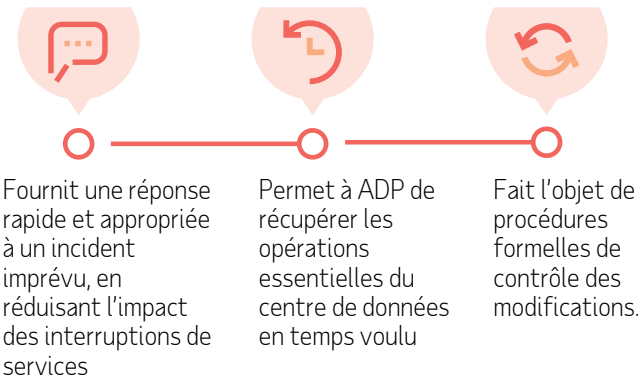 Fournit une réponse
rapide et appropriée
à un incident
imprévu, en
réduisant l'impact
des interruptions de
services
Permet à ADP de
récupérer les
opérations
essentielles du
centre de données
en temps voulu
Fait l'objet de
procédures
formelles de
contrôle des
modifications.